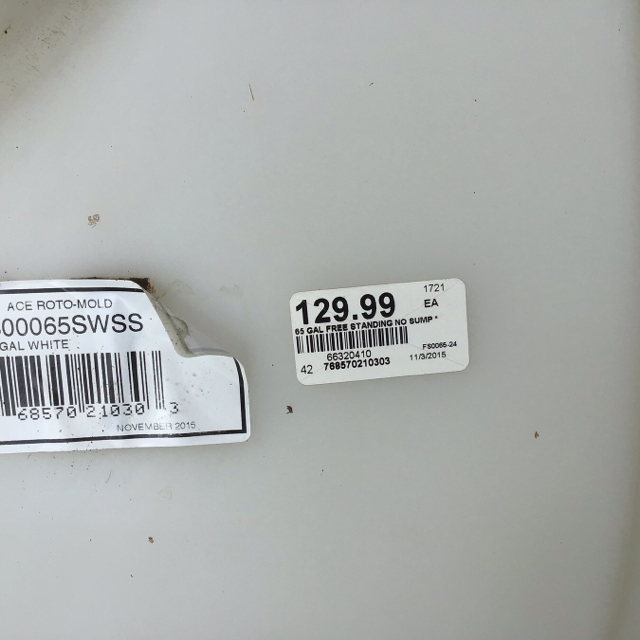 ACE ROTO-MOLD
00065SWSS
GAL WHITE
68570 21030 3
NOVEMBER 2015
1721
129.99 EA
65 GAL FREE STANDING NO SUMP *
FS0065-24
66320410
11/3/2015
42 768570210303